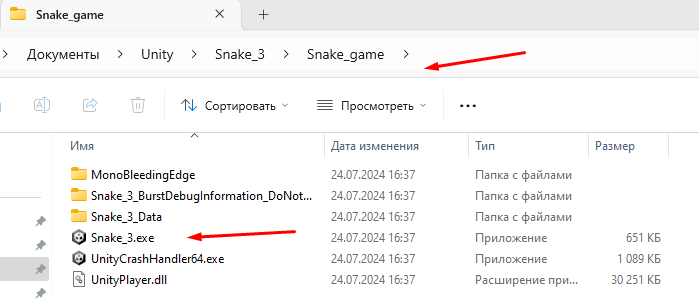 Snake_game
Документы > Unity > Snake_3 > Snake_game >
Сортировать Просмотреть
Имя Дата изменения Тип Размер
MonoBleedingEdge 24.07.2024 16:37 Папка с файлами
Snake_3_BurstDebugInformation_DoNot... 24.07.2024 16:37 Папка с файлами
Snake_3_Data 24.07.2024 16:37 Папка с файлами
Snake_3.exe 24.07.2024 16:37 Приложение 651 КБ
UnityCrashHandler64.exe 24.07.2024 16:37 Приложение 1 089 КБ
UnityPlayer.dll 24.07.2024 16:37 Расширение при... 30 251 КБ